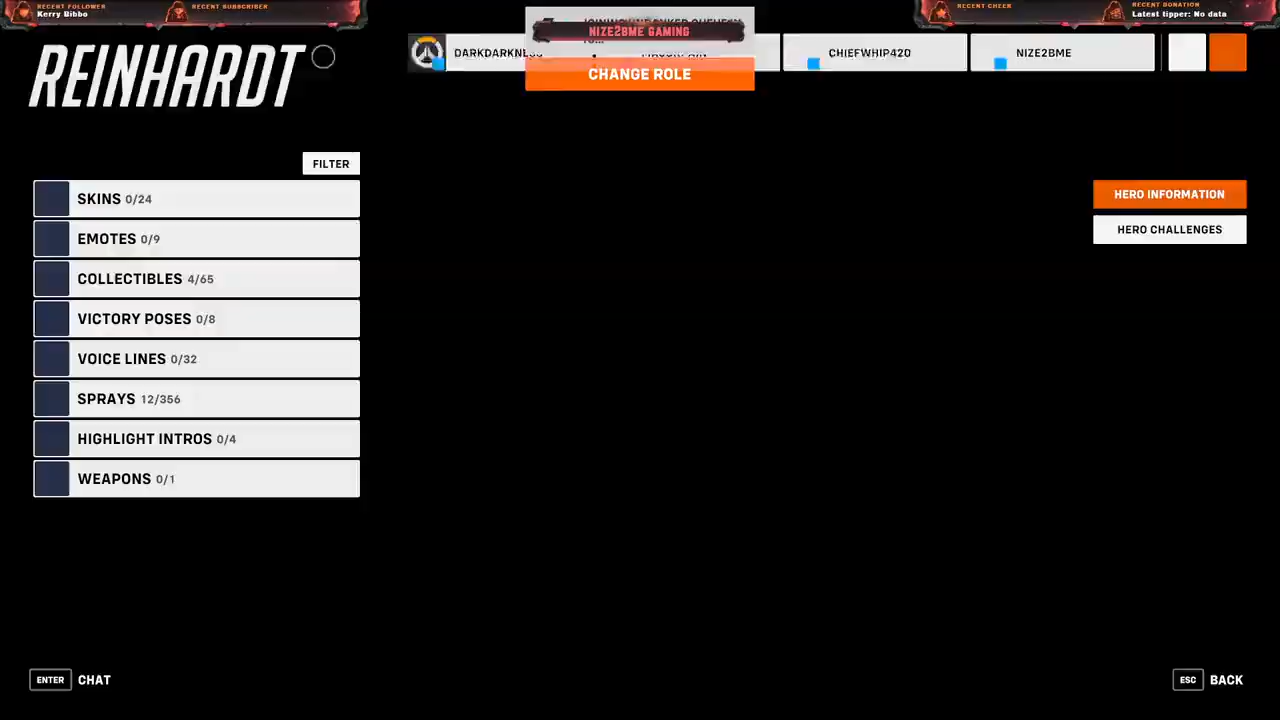 RECENT FOLLOWER
Kerry Bibbo
RECENT SUBSCRIBER
RECENT CHEER
RECENT DONATION
Latest tipper: No data
NIZE2BME GAMING
DARKDARKNESS
CHIEFWHIP420
NIZE2BME
CHANGE ROLE
REINHARDT
FILTER
SKINS 0/24
EMOTES 0/9
COLLECTIBLES 4/65
VICTORY POSES 0/8
VOICE LINES 0/32
SPRAYS 12/356
HIGHLIGHT INTROS 0/4
WEAPONS 0/1
HERO INFORMATION
HERO CHALLENGES
ENTER CHAT
ESC BACK